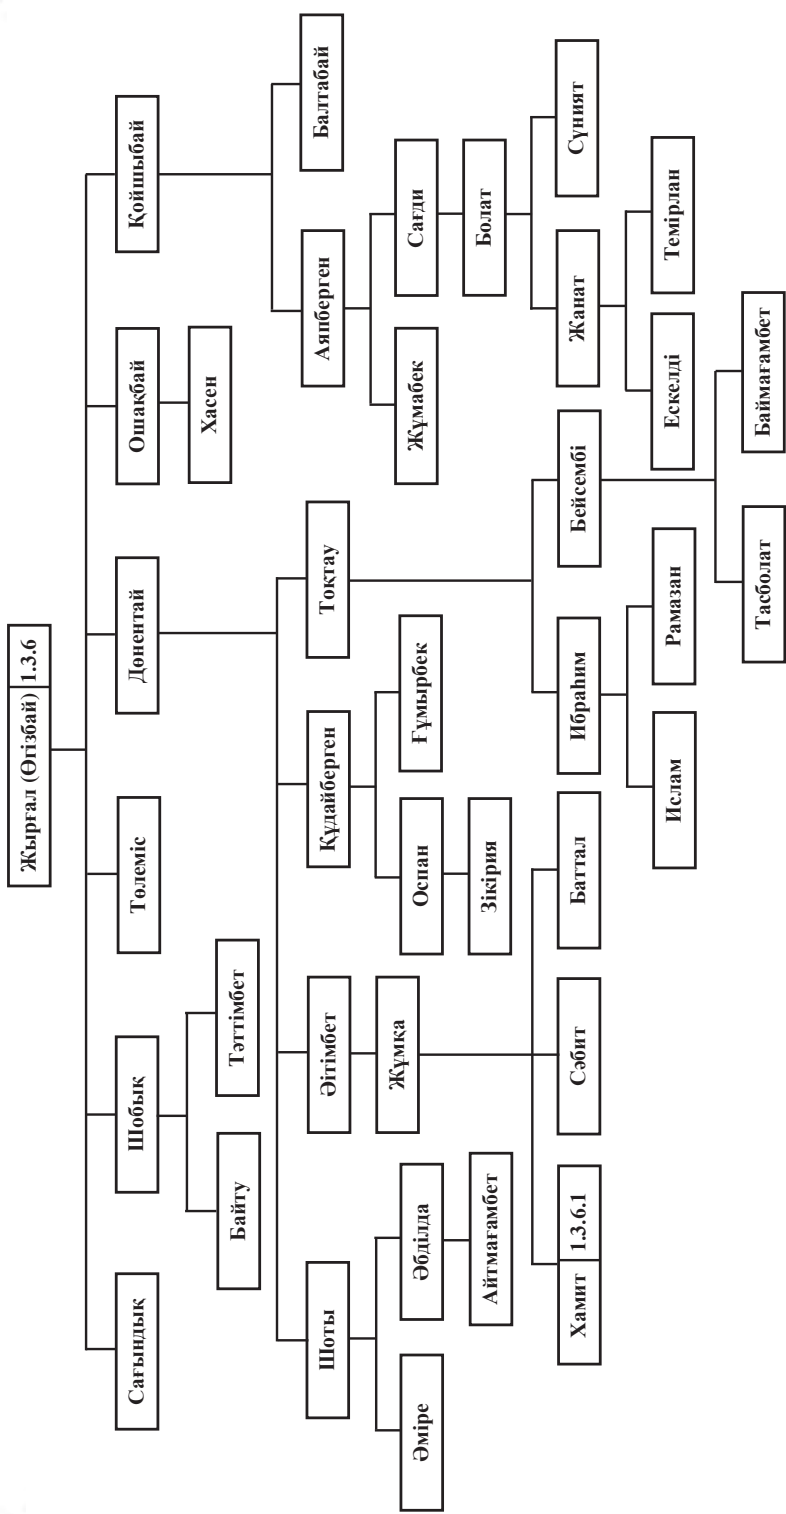 Жырғал (Өгізбай) 1.3.6
Сағындық
Шобық
Төлеміс
Дөнентай
Ошақбай
Қойшыбай
Байту
Тәттімбет
Хасен
Шоты
Әйтімбет
Құдайберген
Тоқтау
Аяпберген
Балтабай
Жұмқа
Әміре
Әбділда
Оспан
Ғұмырбек
Жұмабек
Сағди
Айтмағамбет
Зікірия
Болат
Хамит 1.3.6.1
Сәбит
Баттал
Ибраһим
Бейсембі
Жанат
Сүният
Ислам
Рамазан
Ескелді
Темірлан
Тасболат
Баймағамбет